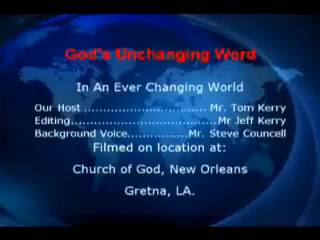 God's Unchanging Word
In An Ever Changing World
Our Host ............................... Mr. Tom Kerry
Editing......................................Mr Jeff Kerry
Background Voice................Mr. Steve Councell
Filmed on location at:
Church of God, New Orleans
Gretna, LA.